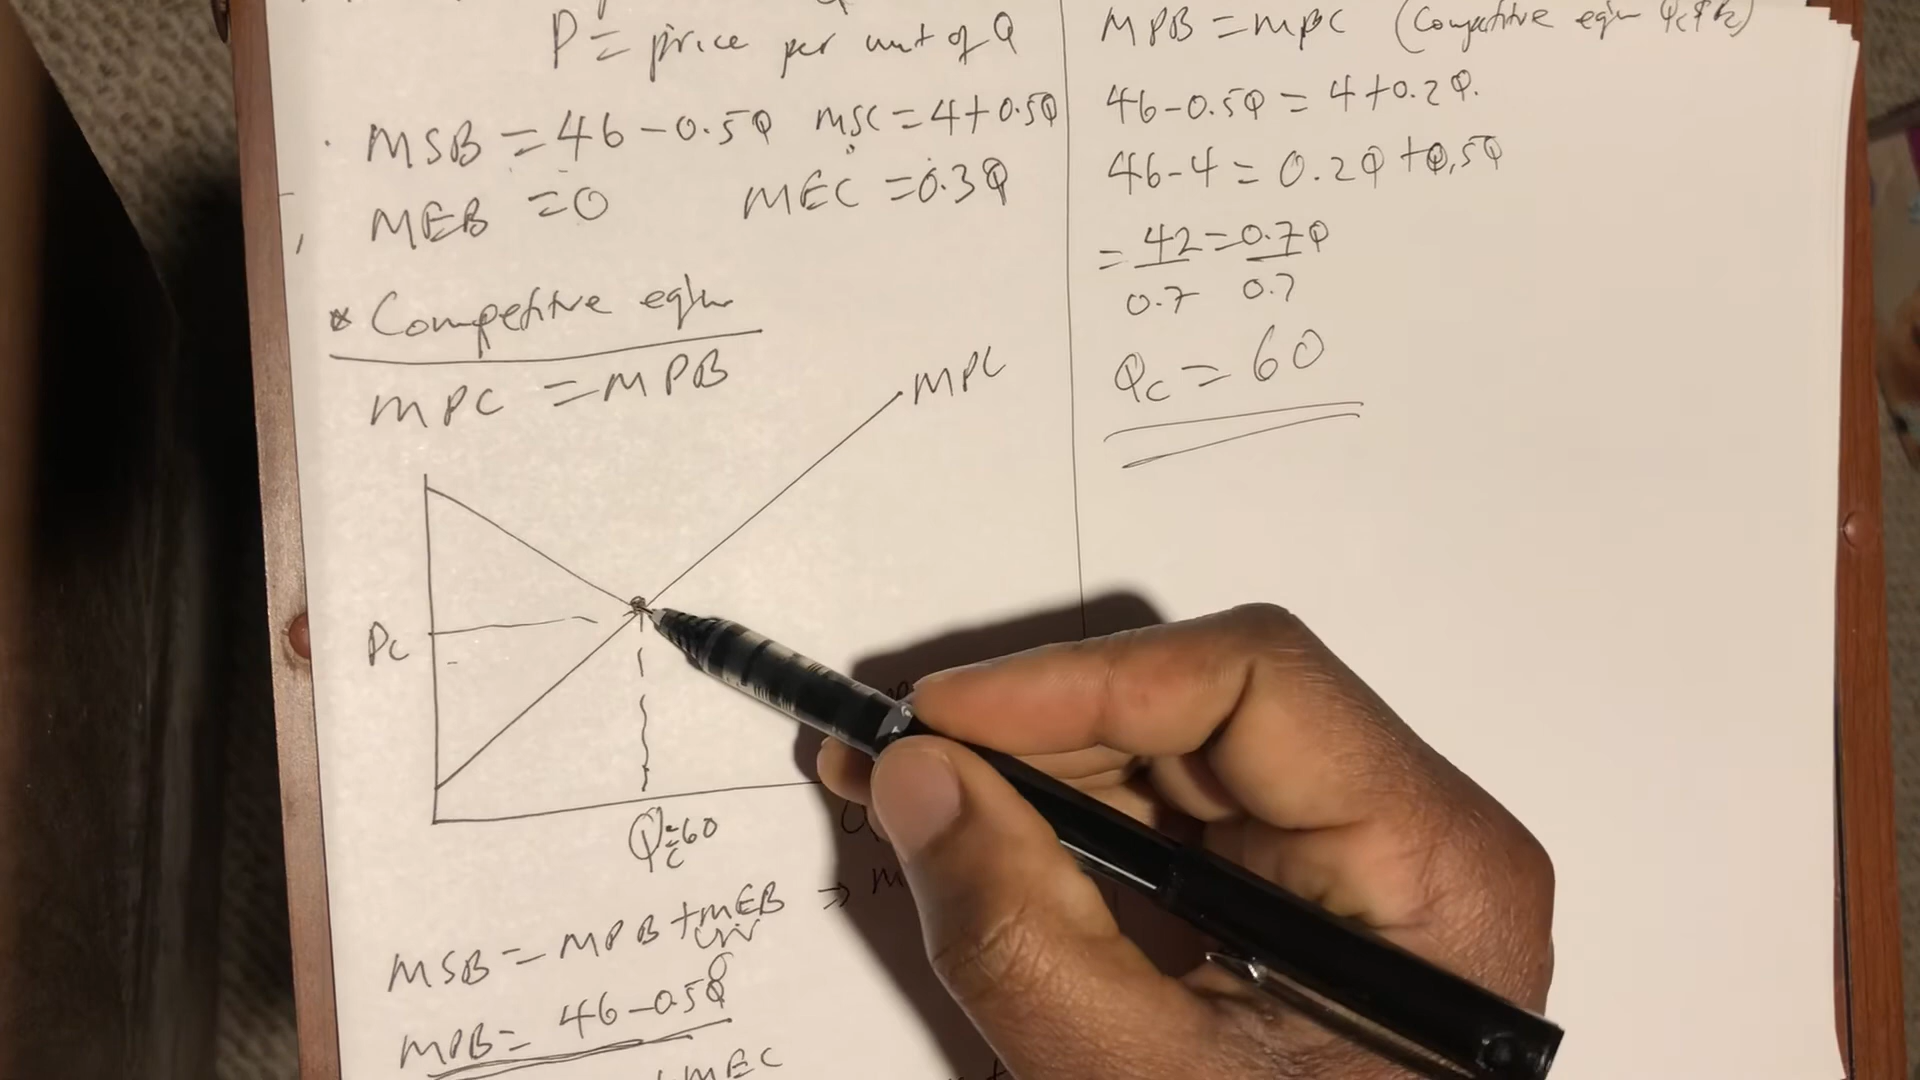 P = price per unit of Q
MSB = 46 - 0.5Q MSC = 4 + 0.5Q
MEB = 0 MEC = 0.3Q
* Competitive eqm
MPC = MPB
MPC
Pc
Qc = 60
MSB = MPB + MEB ⇒ m
MPB = 46 - 0.5Q
MEC
MPB = MPC (Competitive eqm Qc & Pc)
46 - 0.5Q = 4 + 0.2Q.
46 - 4 = 0.2Q + 0.5Q
= 42 = 0.7Q
0.7 0.7
Qc = 60